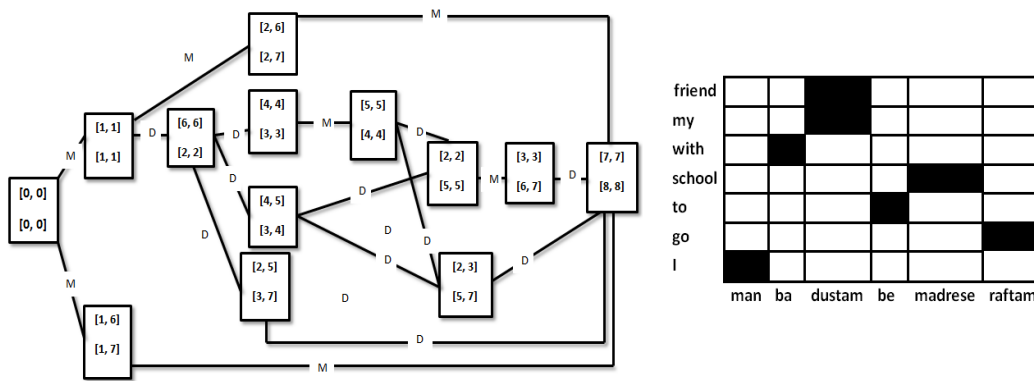 M
[2, 6]
[2, 7]
M
[4, 4]
[3, 3]
[5, 5]
[4, 4]
[1, 1]
[1, 1]
D
[6, 6]
[2, 2]
D
M
D
[2, 2]
[5, 5]
[3, 3]
[6, 7]
[7, 7]
[8, 8]
M
D
M
[0, 0]
[0, 0]
D
[4, 5]
[3, 4]
D
D
D
D
D
D
M
[2, 5]
[3, 7]
[2, 3]
[5, 7]
D
D
[1, 6]
[1, 7]
D
M
friend
my
with
school
to
go
I
man ba dustam be madrese raftam